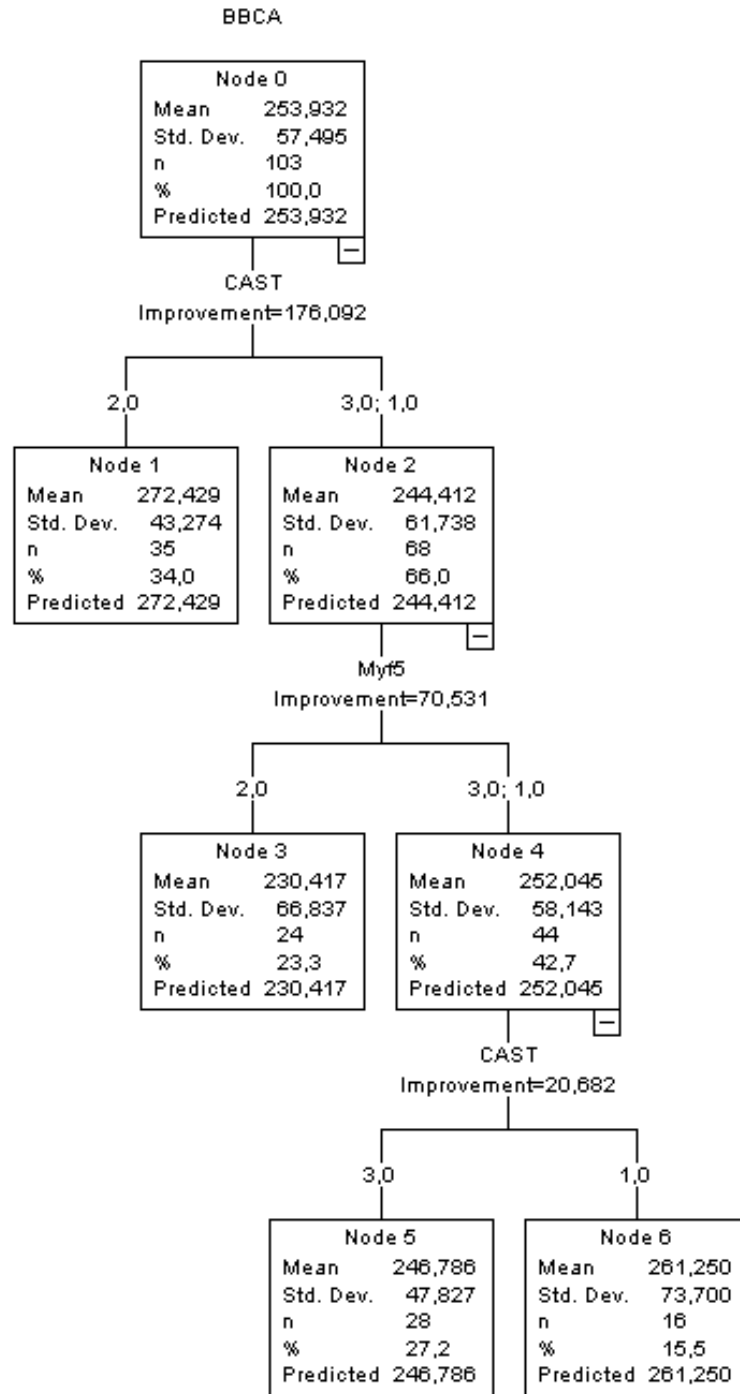 BBCA
Node 0
Mean 253,932
Std. Dev. 57,495
n 103
% 100,0
Predicted 253,932
CAST
Improvement=176,092
2,0
3,0; 1,0
Node 1
Mean 272,429
Std. Dev. 43,274
n 35
% 34,0
Predicted 272,429
Node 2
Mean 244,412
Std. Dev. 61,738
n 68
% 66,0
Predicted 244,412
Myf5
Improvement=70,531
2,0
3,0; 1,0
Node 3
Mean 230,417
Std. Dev. 66,837
n 24
% 23,3
Predicted 230,417
Node 4
Mean 252,045
Std. Dev. 58,143
n 44
% 42,7
Predicted 252,045
CAST
Improvement=20,682
3,0
1,0
Node 5
Mean 246,786
Std. Dev. 47,827
n 28
% 27,2
Predicted 246,786
Node 6
Mean 261,250
Std. Dev. 73,700
n 16
% 15,5
Predicted 261,250